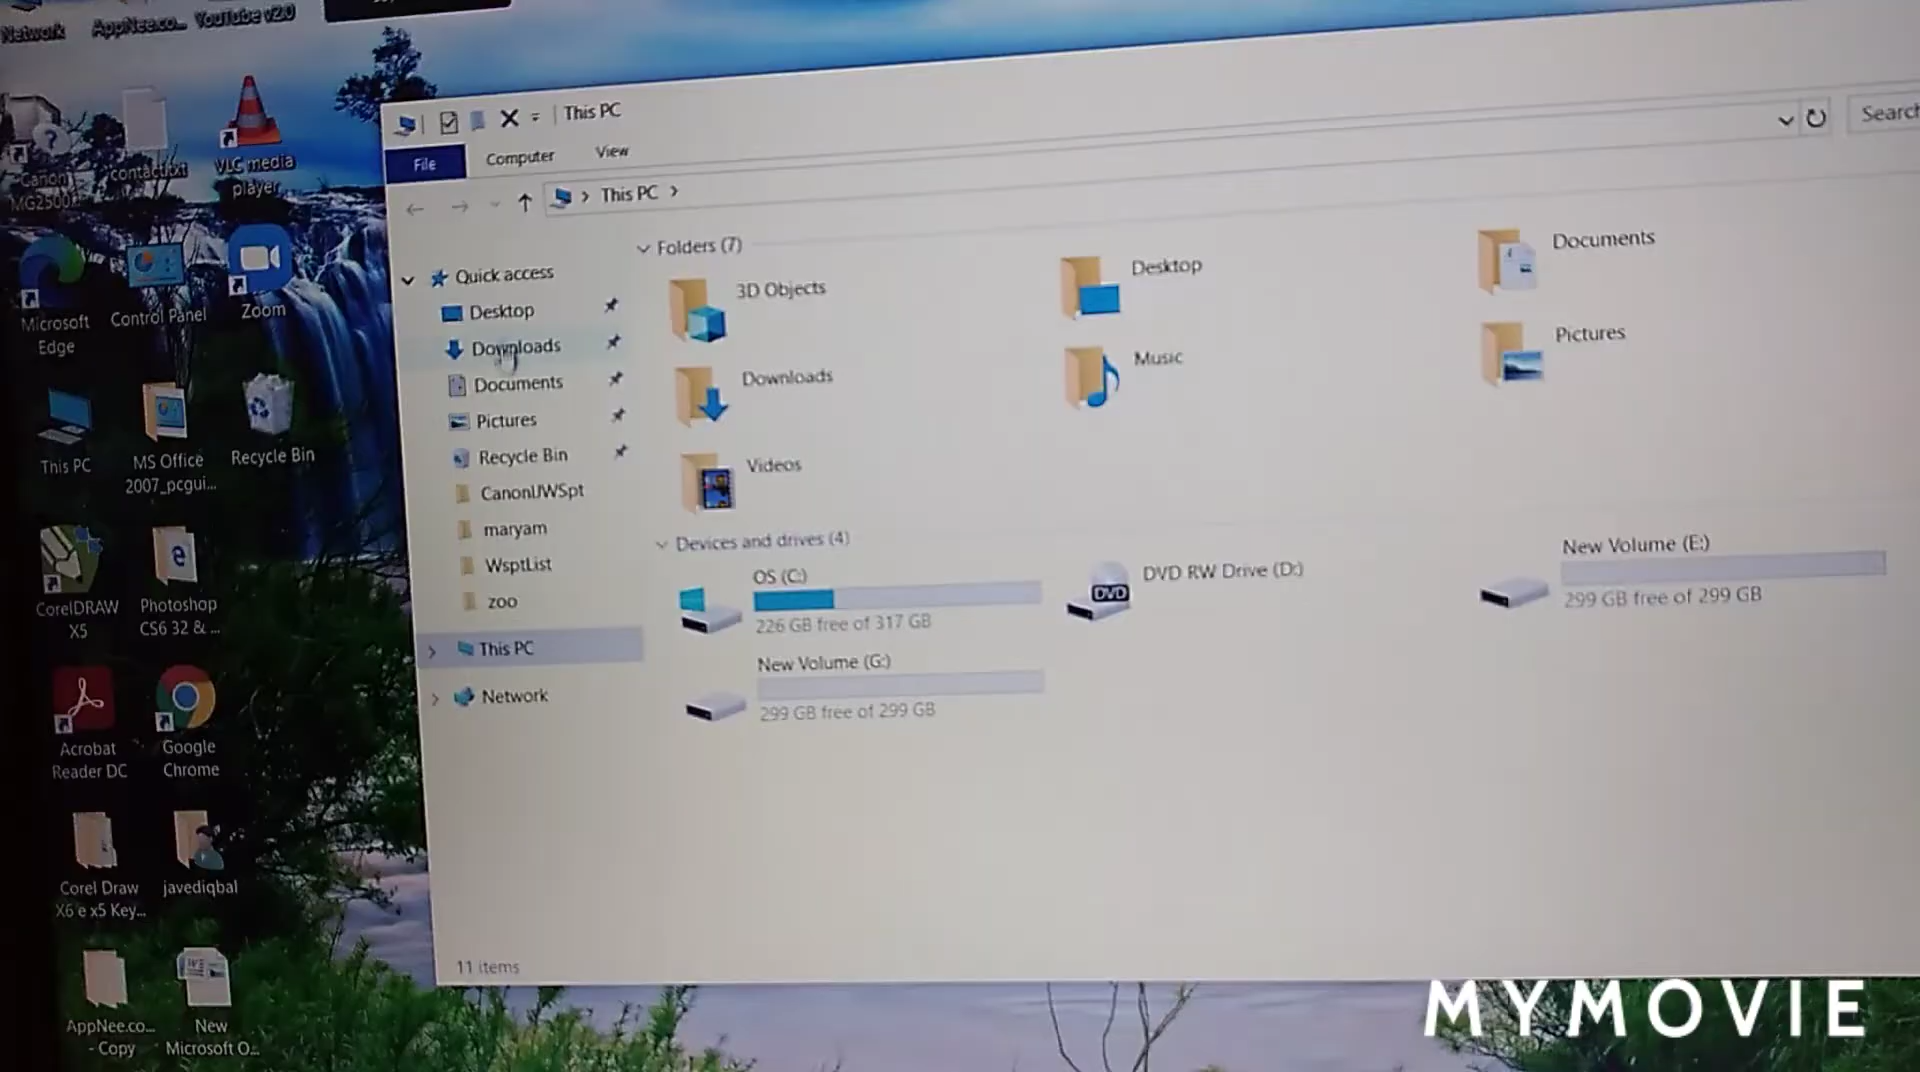 Network
AppNee.co...
YouTube v2.0
Canon
MG2500...
contact.txt
VLC media
player
Microsoft
Edge
Control Panel
Zoom
This PC
MS Office
2007_pcgui...
Recycle Bin
CorelDRAW
X5
Photoshop
CS6 32 & ...
Acrobat
Reader DC
Google
Chrome
Corel Draw
X6 e x5 Key...
javediqbal
AppNee.co...
- Copy
New
Microsoft O...
This PC
File
Computer
View
This PC
Search
Quick access
Desktop
Downloads
Documents
Pictures
Recycle Bin
CanonIJWSpt
maryam
WsptList
zoo
This PC
Network
Folders (7)
3D Objects
Desktop
Documents
Downloads
Music
Pictures
Videos
Devices and drives (4)
OS (C:)
226 GB free of 317 GB
DVD
DVD RW Drive (D:)
New Volume (E:)
299 GB free of 299 GB
New Volume (G:)
299 GB free of 299 GB
11 items
MYMOVIE